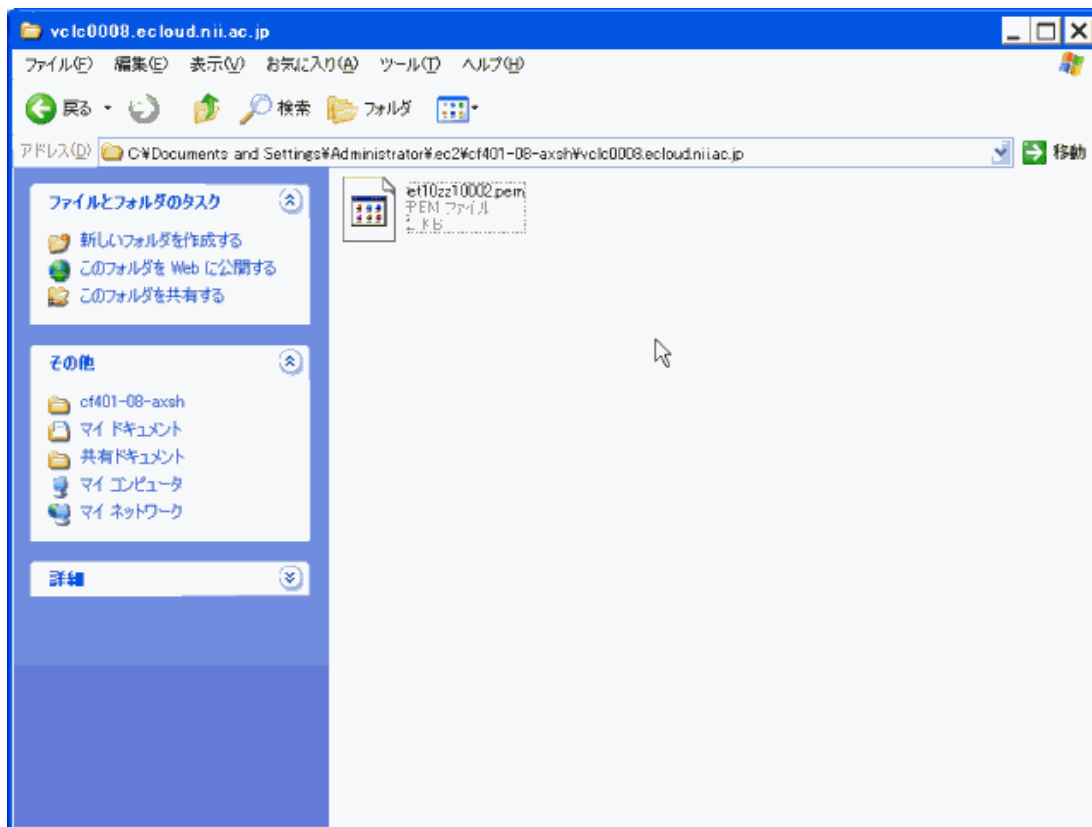 vclc0008.ecloud.nii.ac.jp
ファイル(F) 編集(E) 表示(V) お気に入り(A) ツール(T) ヘルプ(H)
戻る 検索 フォルダ
アドレス(D) C:¥Documents and Settings¥Administrator¥.ec2¥cf401-08-axsh¥vclc0008.ecloud.nii.ac.jp 移動
ファイルとフォルダのタスク
新しいフォルダを作成する
このフォルダを Web に公開する
このフォルダを共有する
その他
cf401-08-axsh
マイ ドキュメント
共有ドキュメント
マイ コンピュータ
マイ ネットワーク
詳細
PEM ファイル
1 KB